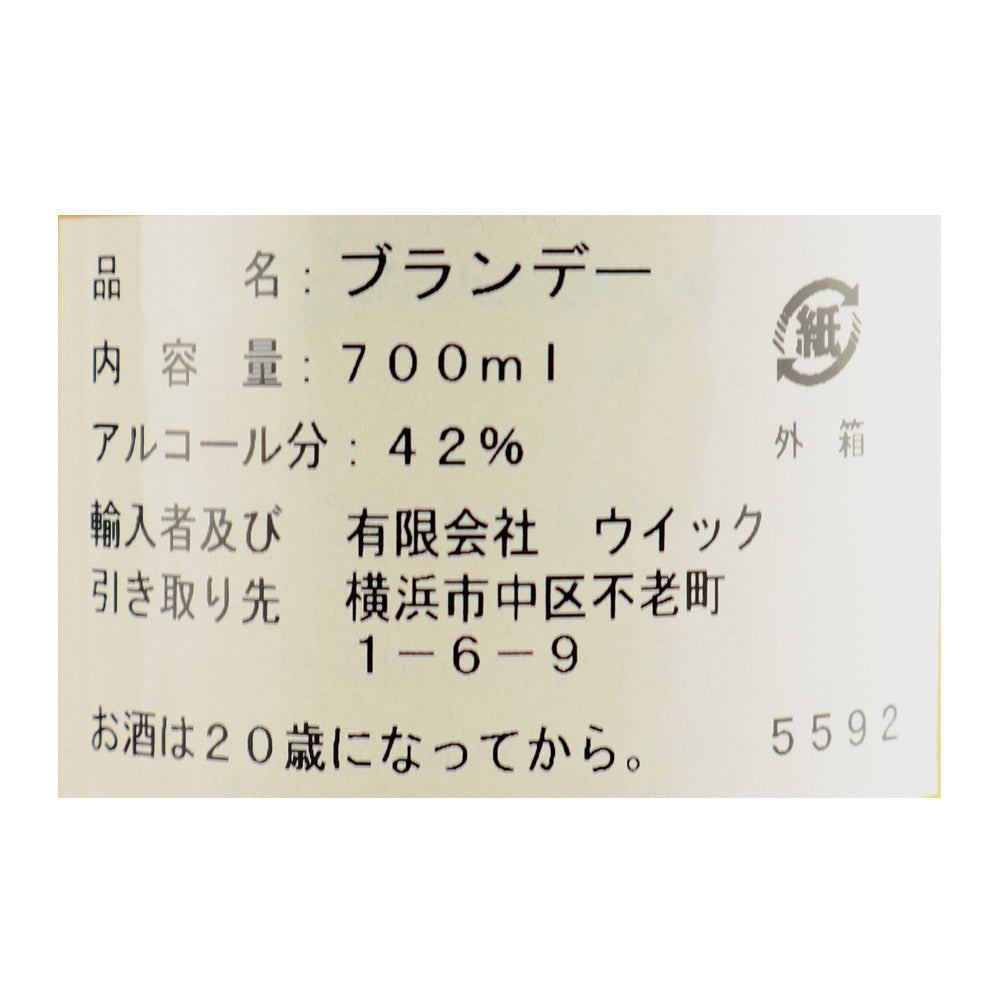 品名：ブランデー
内容量：７００ｍｌ
アルコール分：４２％
輸入者及び 有限会社 ウイック
引き取り先 横浜市中区不老町
１－６－９
お酒は２０歳になってから。
紙
外箱
５５９２